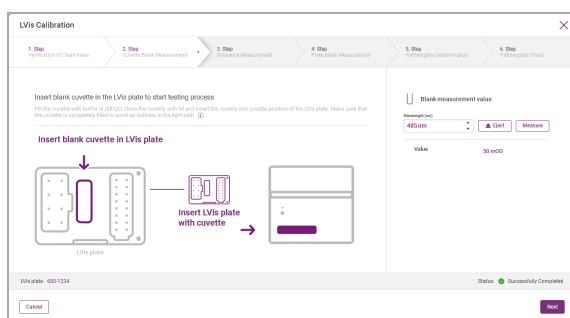 LVis Calibration
1. Step
Verification of Cleanness
2. Step
Cuvette Blank Measurement
3. Step
Reference Measurement
4. Step
Plate Blank Measurement
5. Step
Pathlengths Determination
6. Step
Pathlengths Check
Insert blank cuvette in the LVis plate to start testing process
Fill the cuvette with buffer or ddH2O, close the cuvette with lid and insert the cuvette into cuvette position of the LVis plate. Make sure that
the cuvette is completely filled to avoid air bubbles in the light path.
Insert blank cuvette in LVis plate
Insert LVis plate
with cuvette
LVis plate
Blank measurement value
Wavelength (nm)
485 nm
Eject
Measure
Value
50 mOD
LVis plate 600-1234
Status: Successfully Completed
Cancel
Next